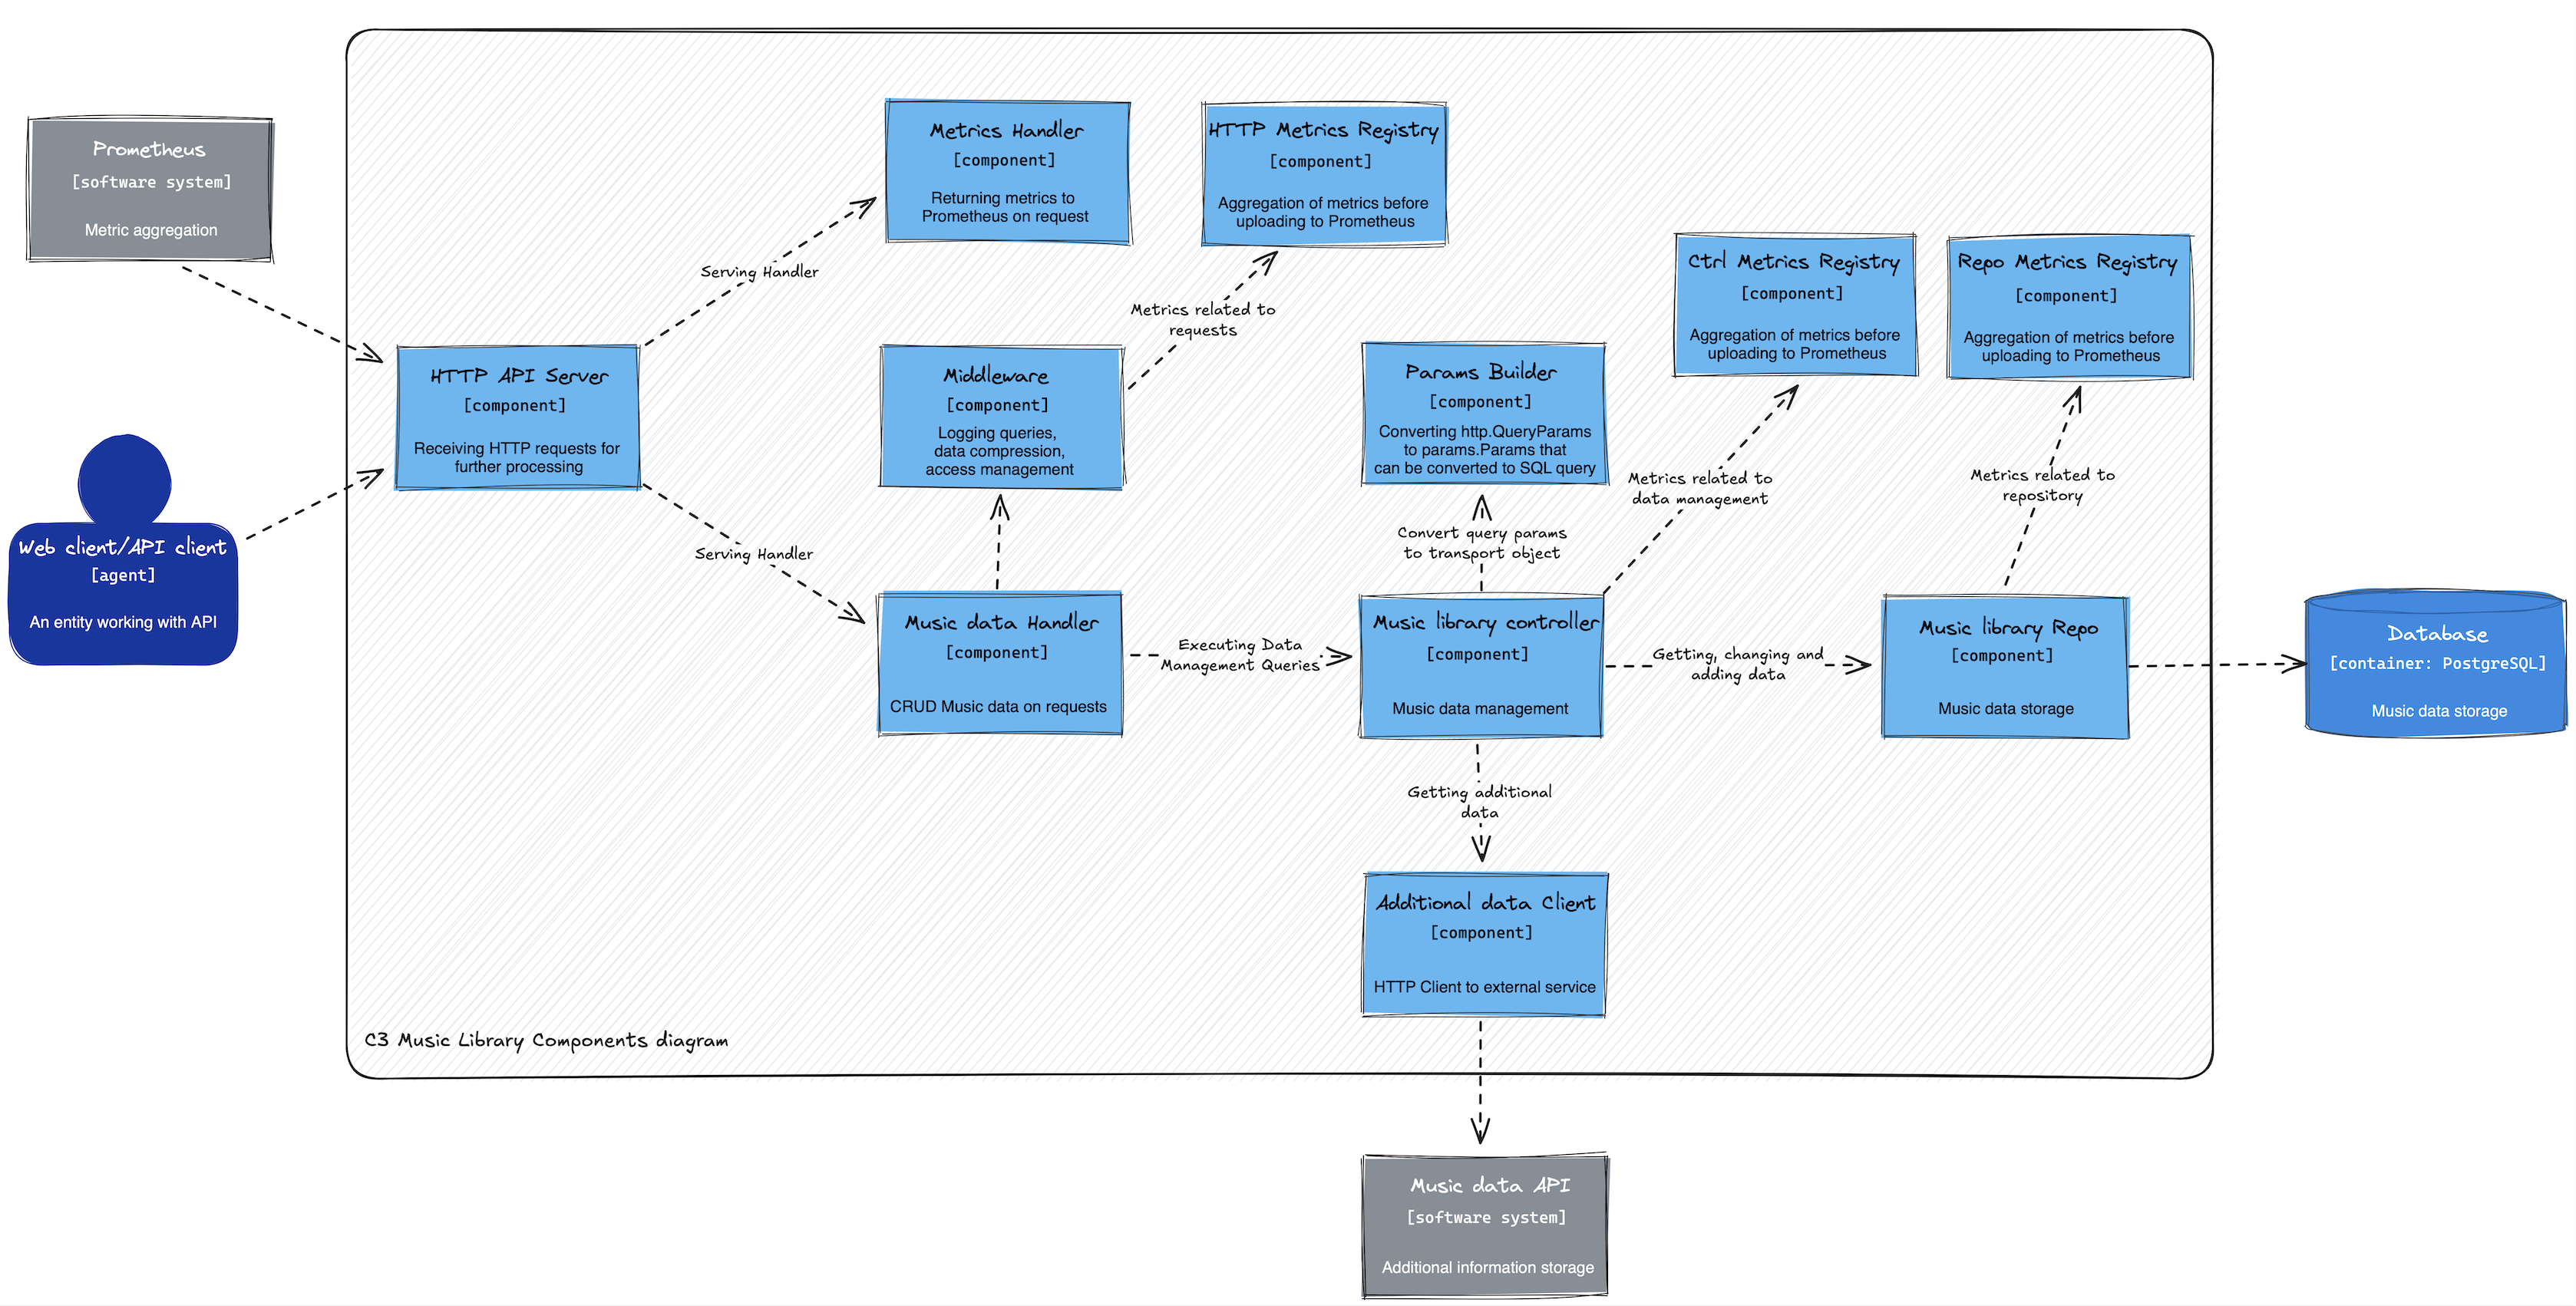 Prometheus
[software system]
Metric aggregation
Web client/API client
[agent]
An entity working with API
HTTP API Server
[component]
Receiving HTTP requests for
further processing
Serving Handler
Serving Handler
Metrics Handler
[component]
Returning metrics to
Prometheus on request
HTTP Metrics Registry
[component]
Aggregation of metrics before
uploading to Prometheus
Metrics related to
requests
Middleware
[component]
Logging queries,
data compression,
access management
Music data Handler
[component]
CRUD Music data on requests
Executing Data
Management Queries
Params Builder
[component]
Converting http.QueryParams
to params.Params that
can be converted to SQL query
Convert query params
to transport object
Music library controller
[component]
Music data management
Ctrl Metrics Registry
[component]
Aggregation of metrics before
uploading to Prometheus
Metrics related to
data management
Repo Metrics Registry
[component]
Aggregation of metrics before
uploading to Prometheus
Metrics related to
repository
Getting, changing and
adding data
Music library Repo
[component]
Music data storage
Database
[container: PostgreSQL]
Music data storage
Getting additional
data
Additional data Client
[component]
HTTP Client to external service
C3 Music Library Components diagram
Music data API
[software system]
Additional information storage